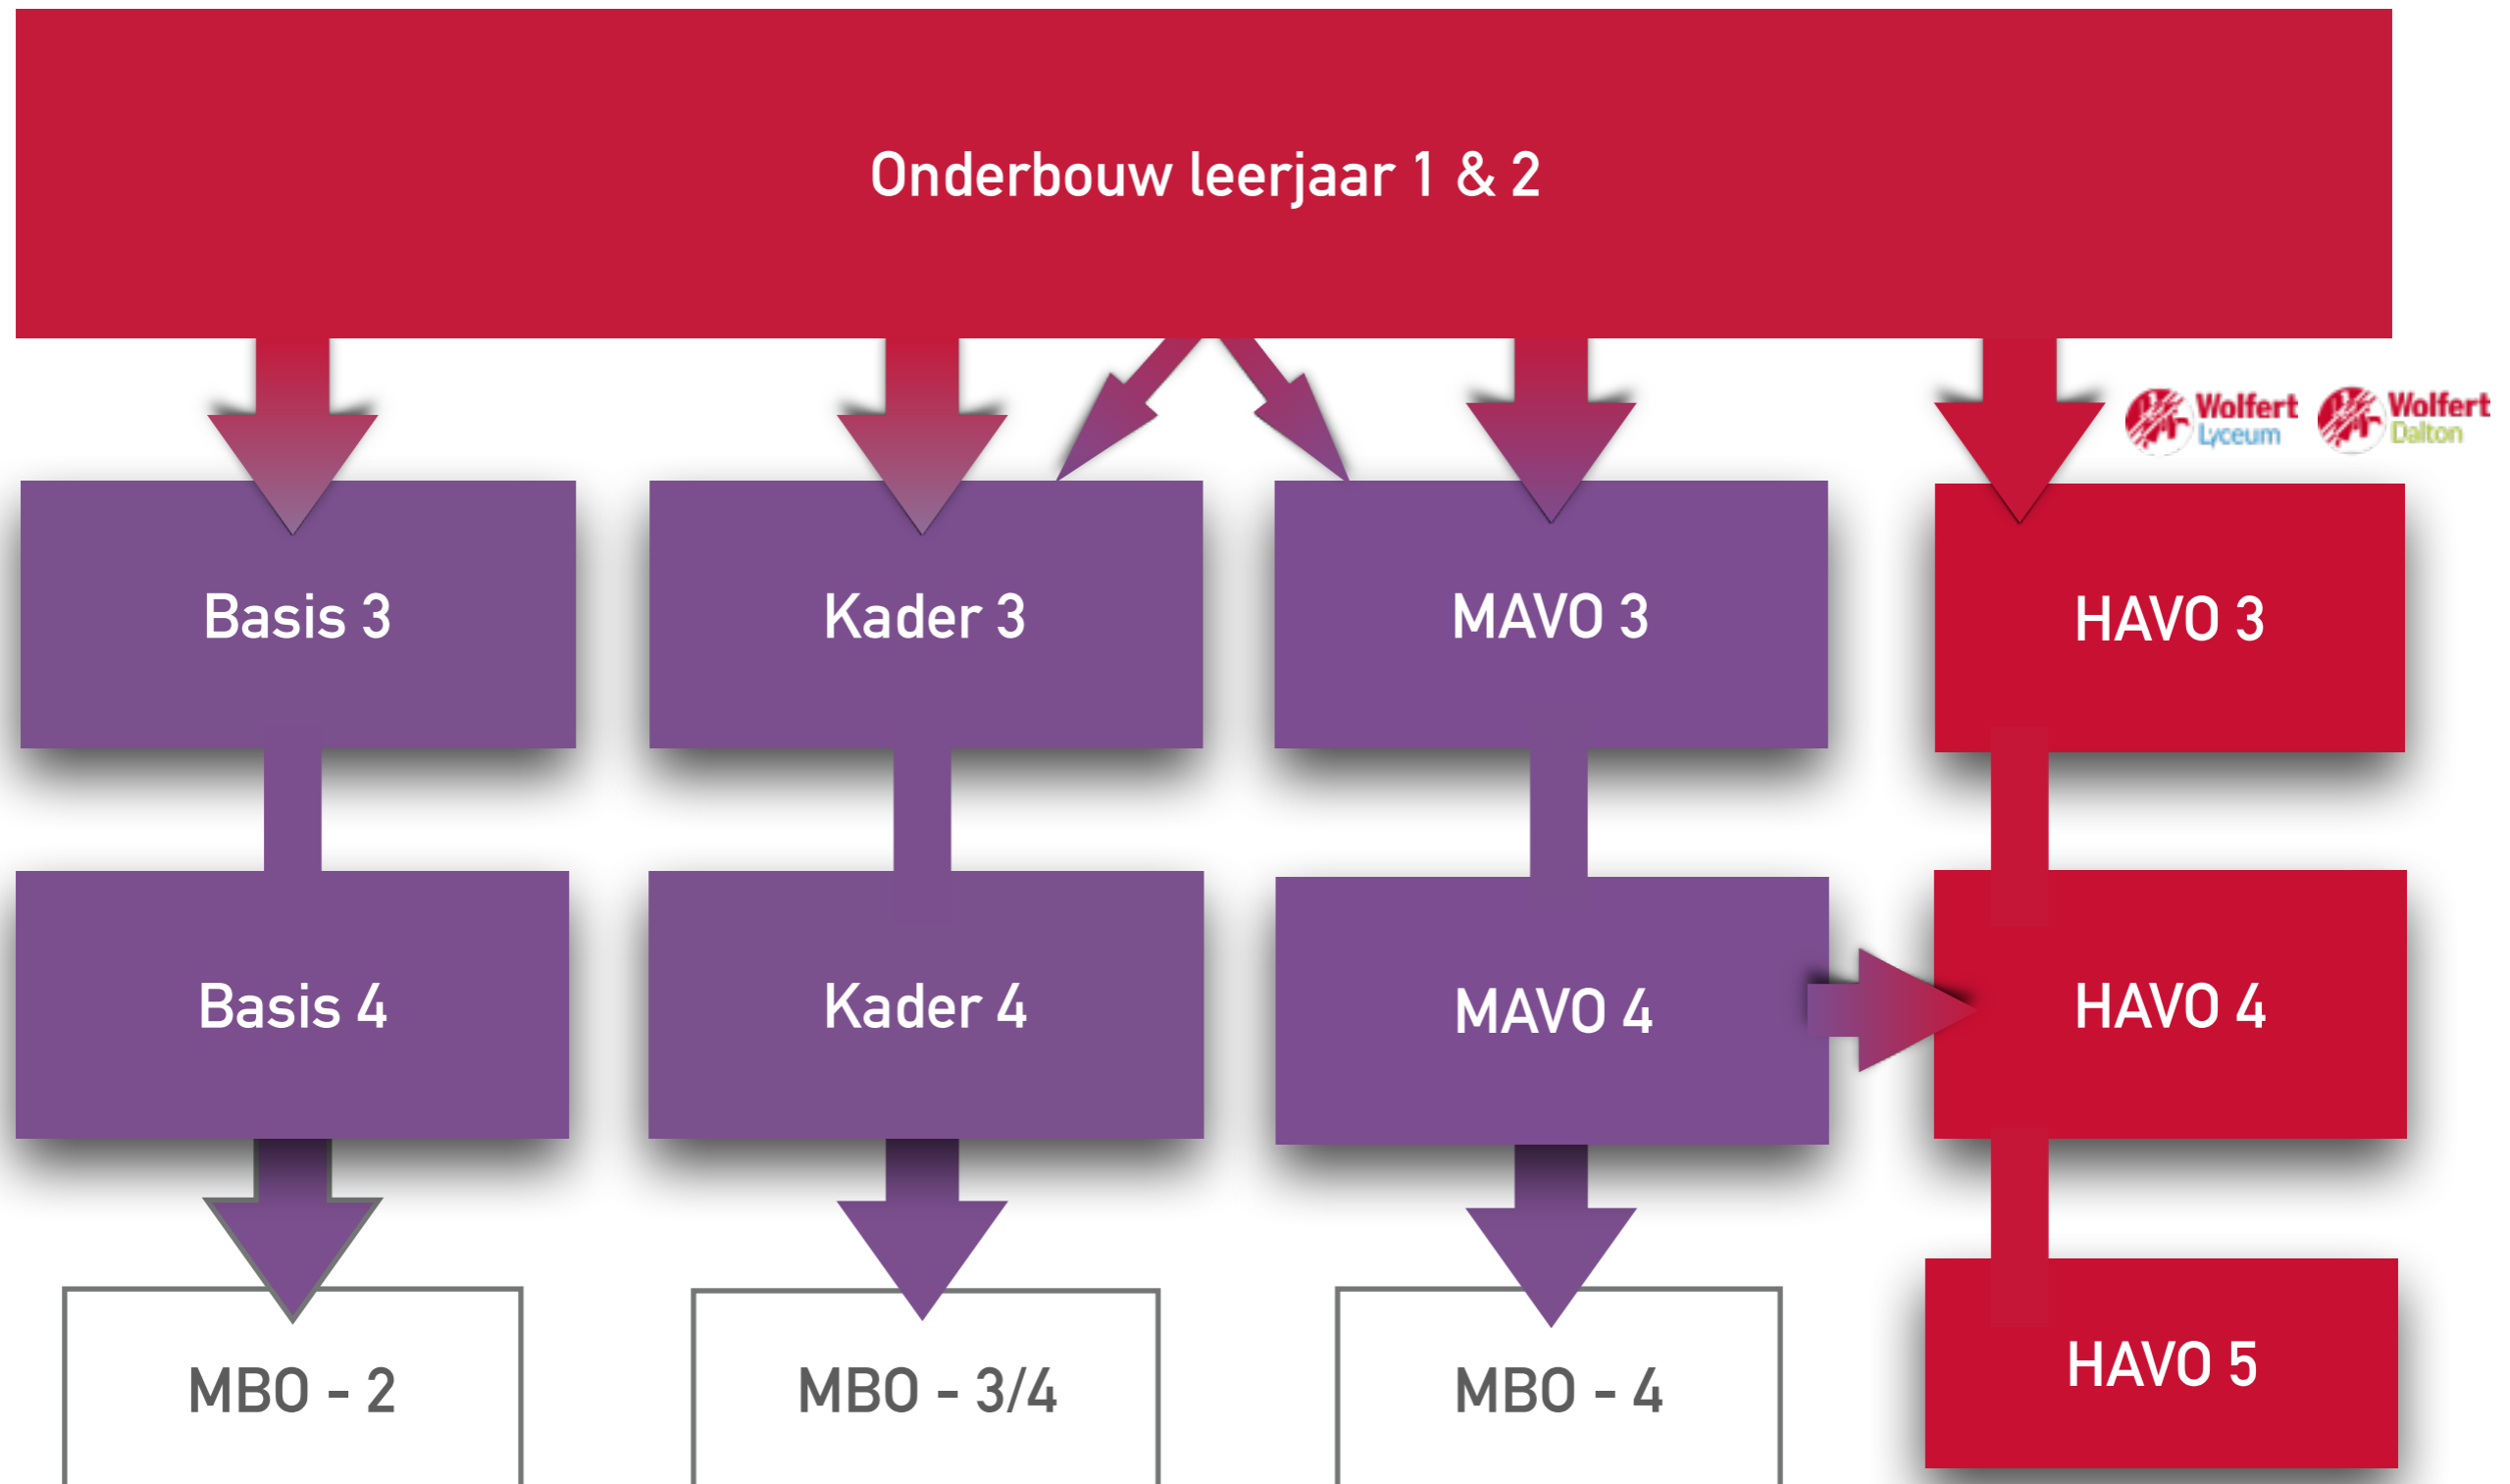 Onderbouw leerjaar 1 & 2
Wolfert
Lyceum
Wolfert
Dalton
Basis 3
Kader 3
MAVO 3
HAVO 3
Basis 4
Kader 4
MAVO 4
HAVO 4
MBO - 2
MBO - 3/4
MBO - 4
HAVO 5